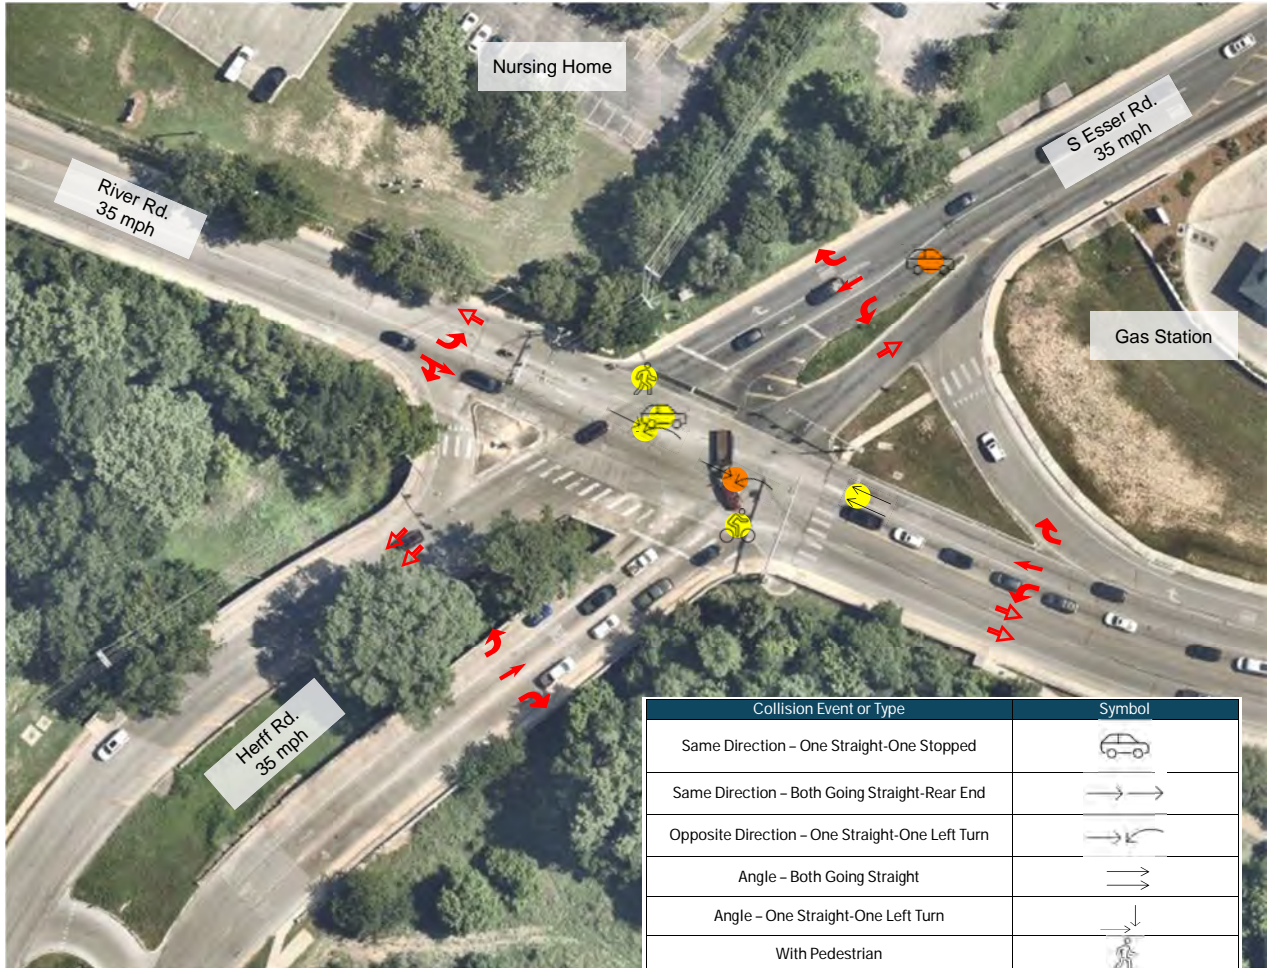 Nursing Home
S Esser Rd.
35 mph
River Rd.
35 mph
Gas Station
Herff Rd.
35 mph
Collision Event or Type Symbol
Same Direction – One Straight-One Stopped
Same Direction – Both Going Straight-Rear End
Opposite Direction – One Straight-One Left Turn
Angle – Both Going Straight
Angle – One Straight-One Left Turn
With Pedestrian